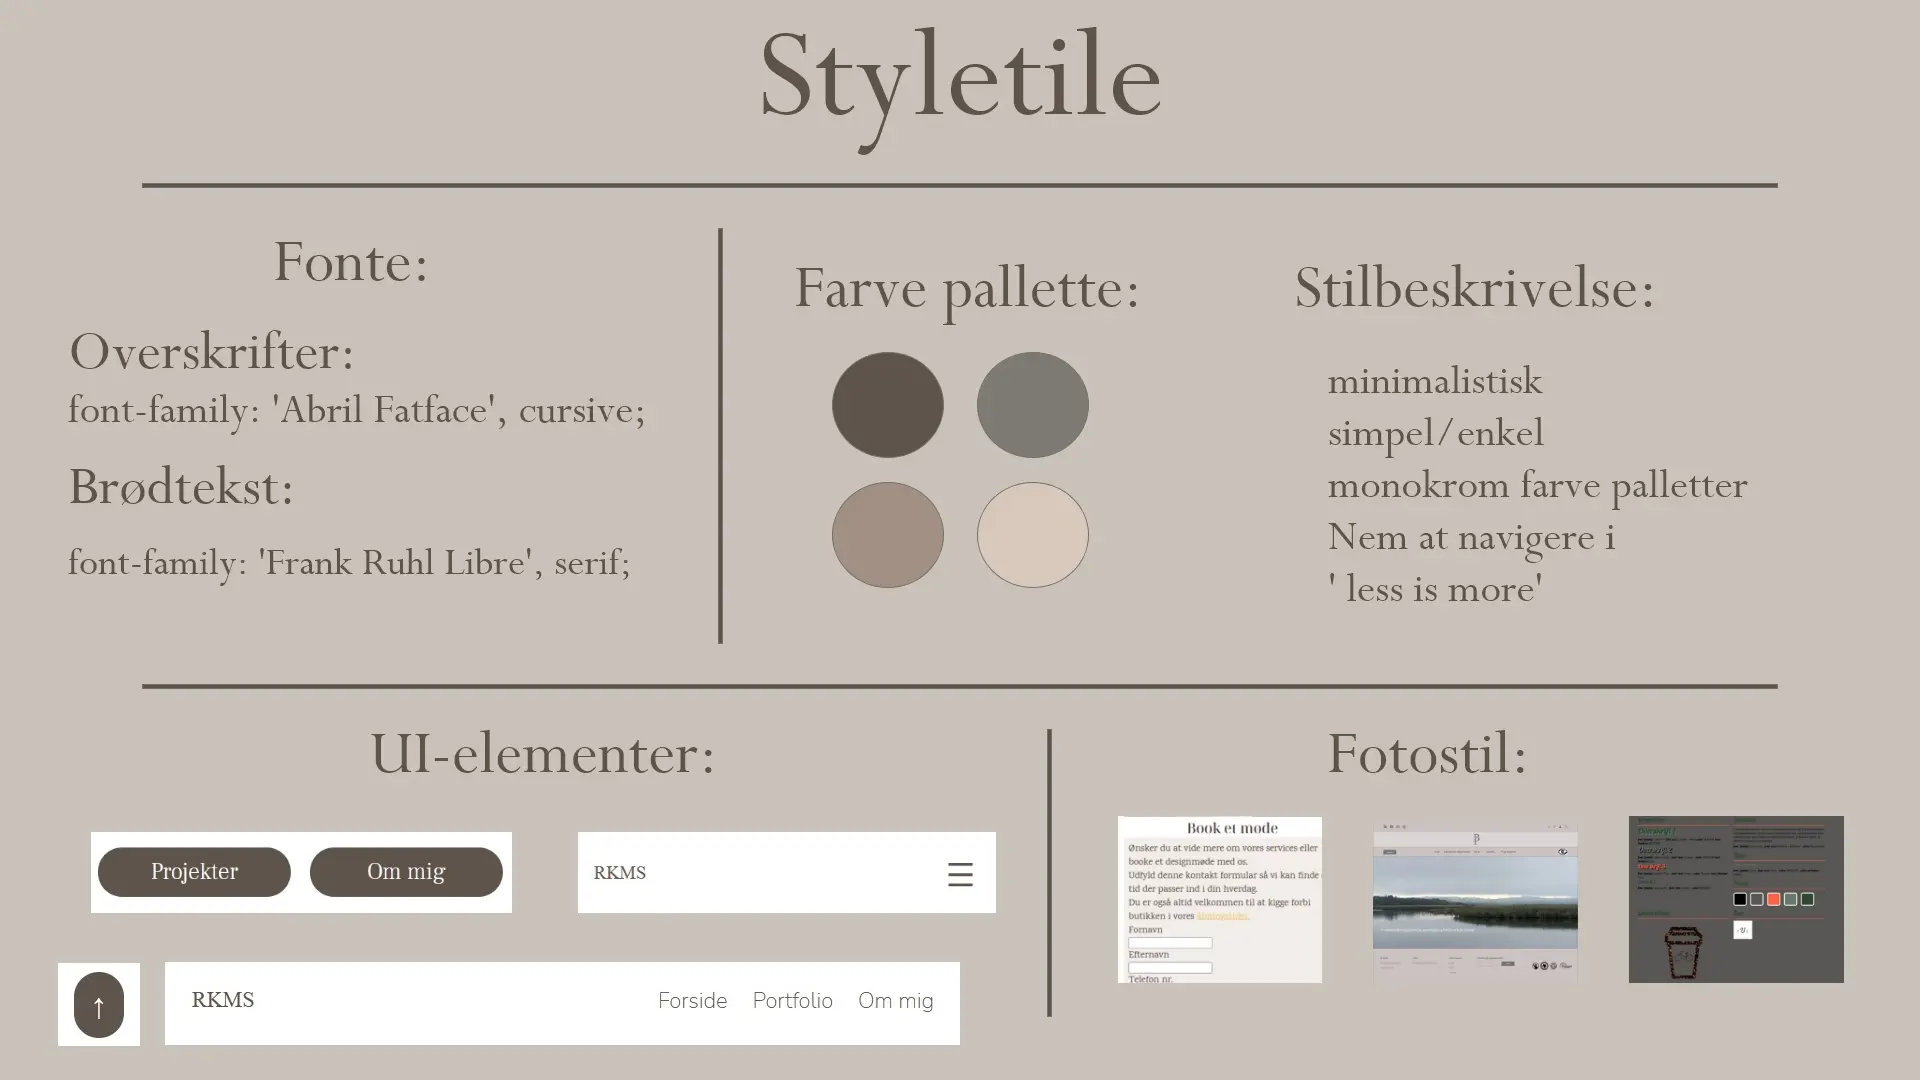 Styletile
Fonte:
Overskrifter:
font-family: 'Abril Fatface', cursive;
Brødtekst:
font-family: 'Frank Ruhl Libre', serif;
Farve pallette:
Stilbeskrivelse:
minimalistisk
simpel/enkel
monokrom farve palletter
Nem at navigere i
' less is more'
UI-elementer:
Projekter
Om mig
RKMS
↑
RKMS
Forside Portfolio Om mig
Fotostil:
Book et møde
Ønsker du at vide mere om vores services eller
booke et designmøde med os.
Udfyld denne kontakt formular så vi kan finde
tid der passer ind i din hverdag.
Du er også altid velkommen til at kigge forbi
butikken i vores
Fornavn
Efternavn
Telefon nr.
Overskrift 1